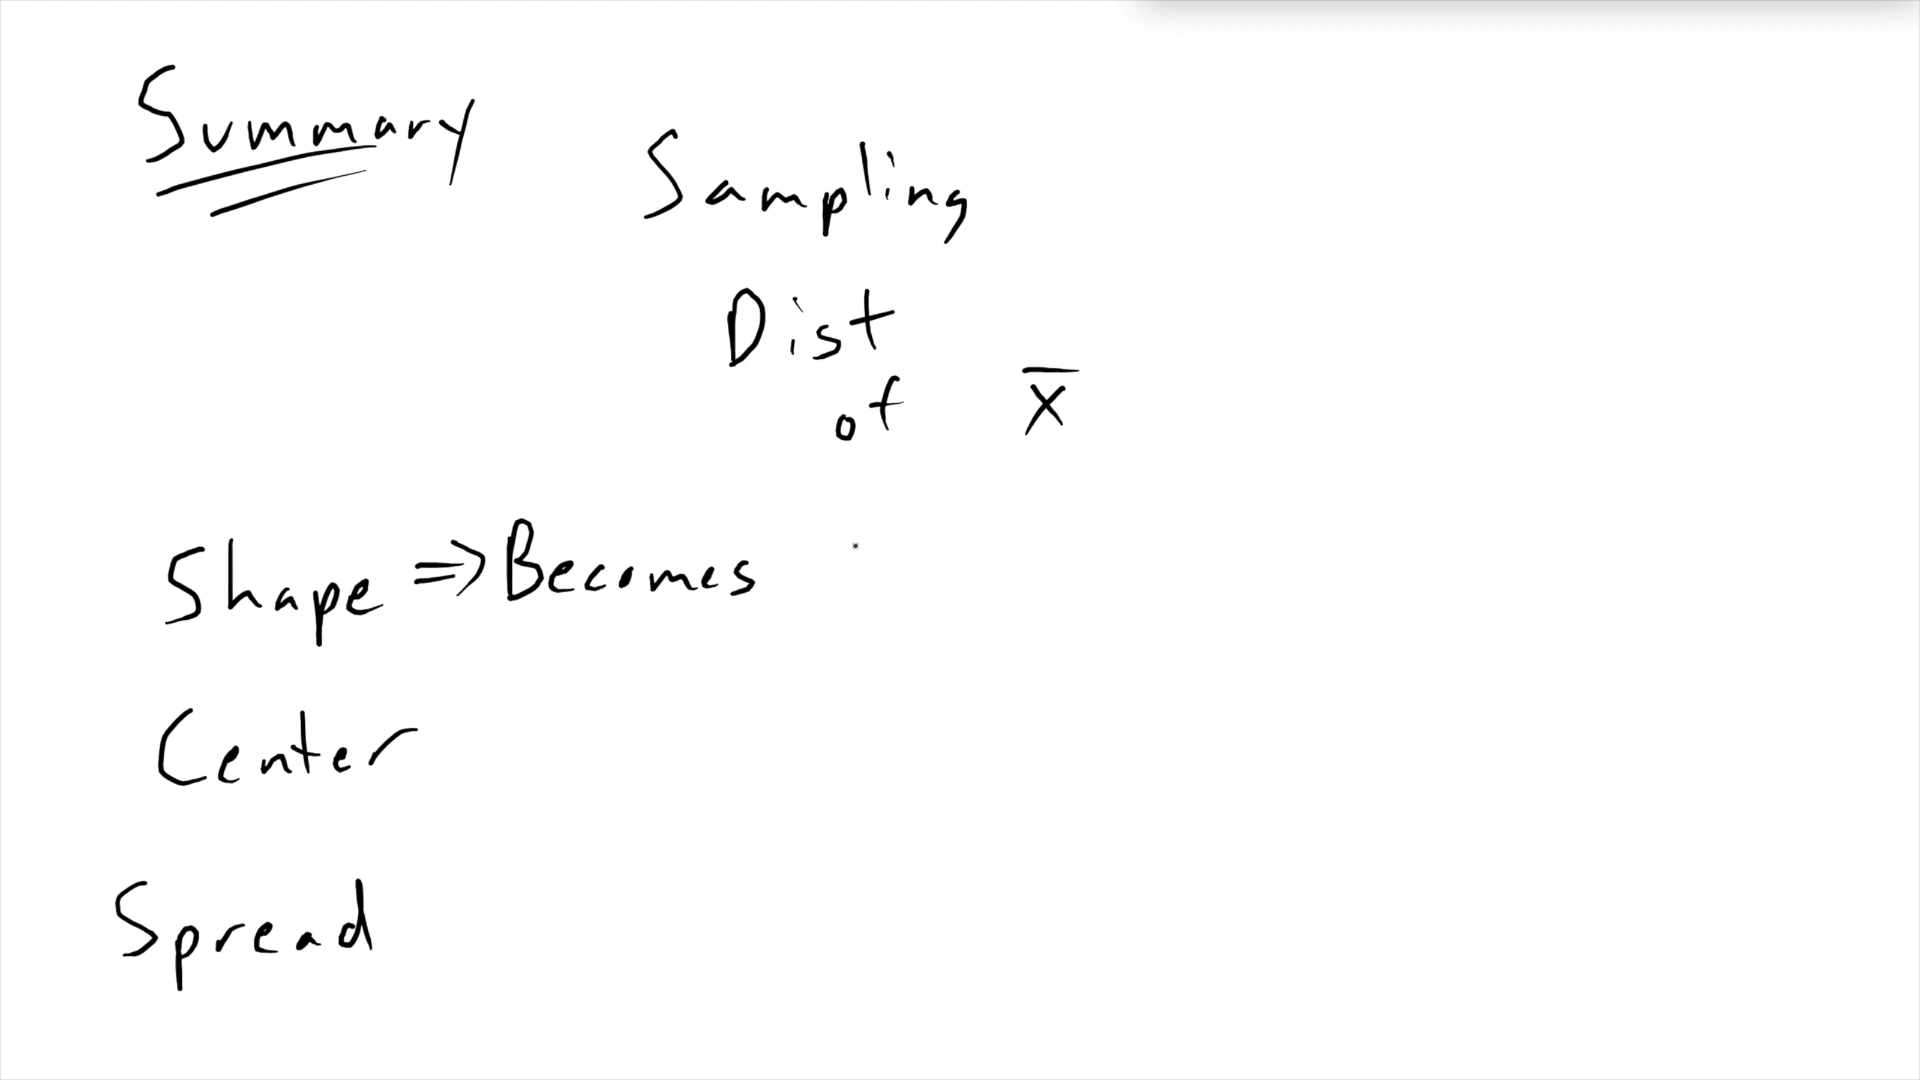 Summary
Sampling
Dist
of x̄
Shape ⇒ Becomes
Center
Spread